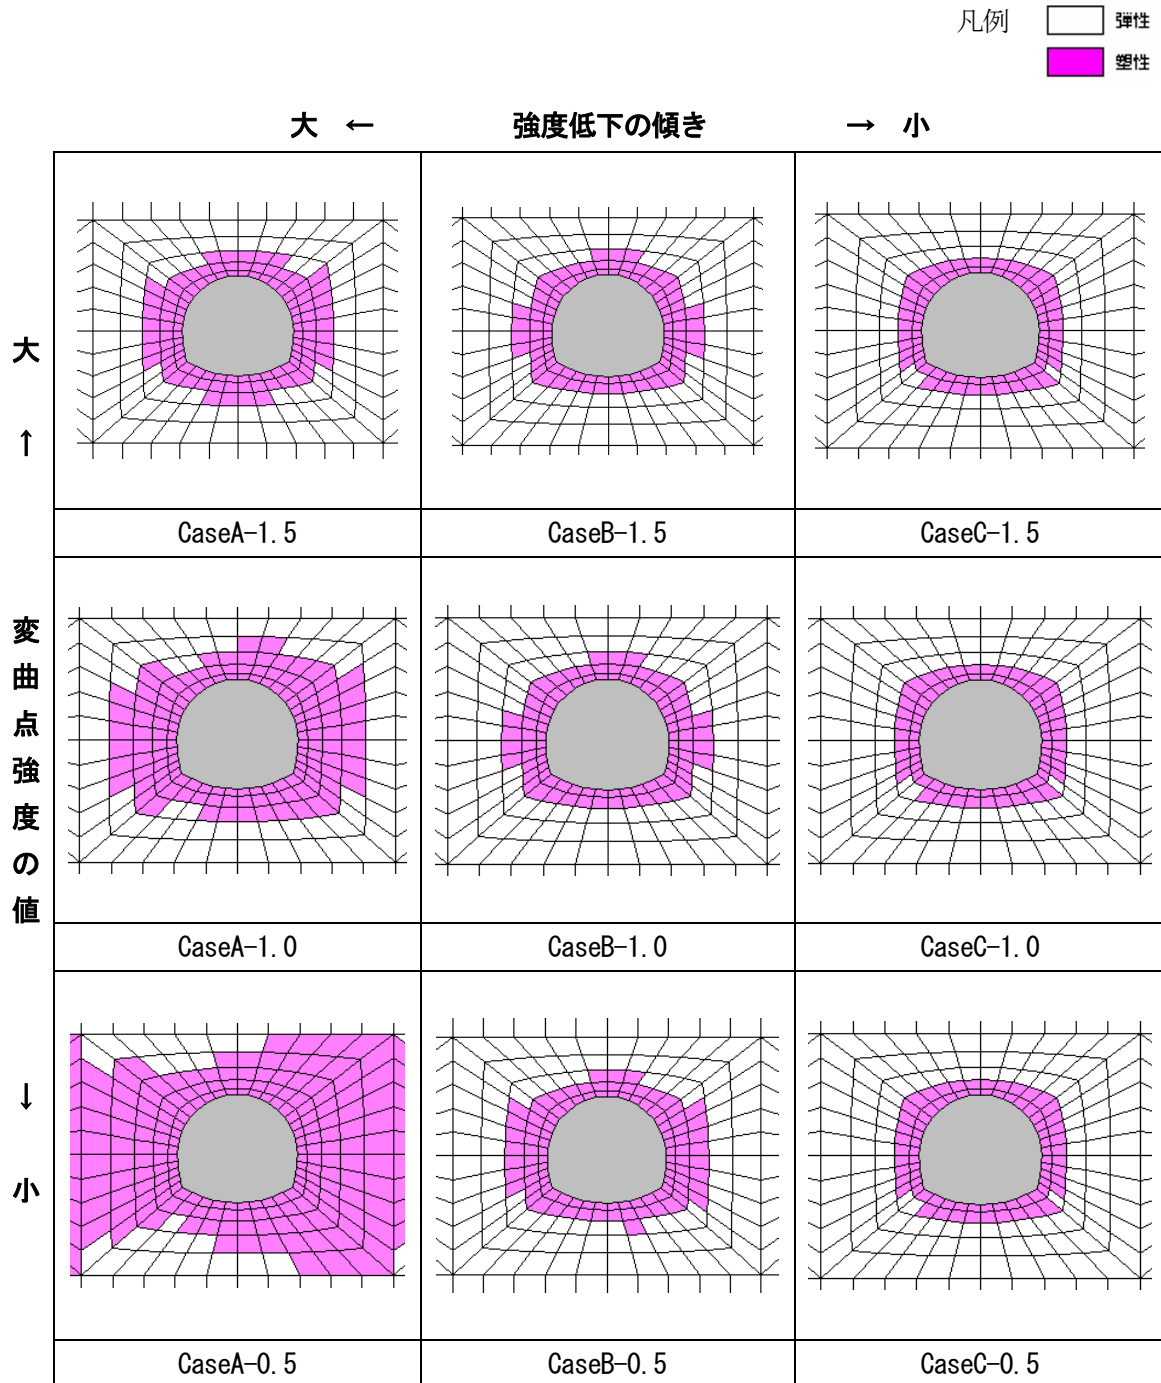 凡例
弾性
塑性
大 ← 強度低下の傾き → 小
大
↑
変曲点強度の値
↓
小
CaseA-1.5
CaseB-1.5
CaseC-1.5
CaseA-1.0
CaseB-1.0
CaseC-1.0
CaseA-0.5
CaseB-0.5
CaseC-0.5